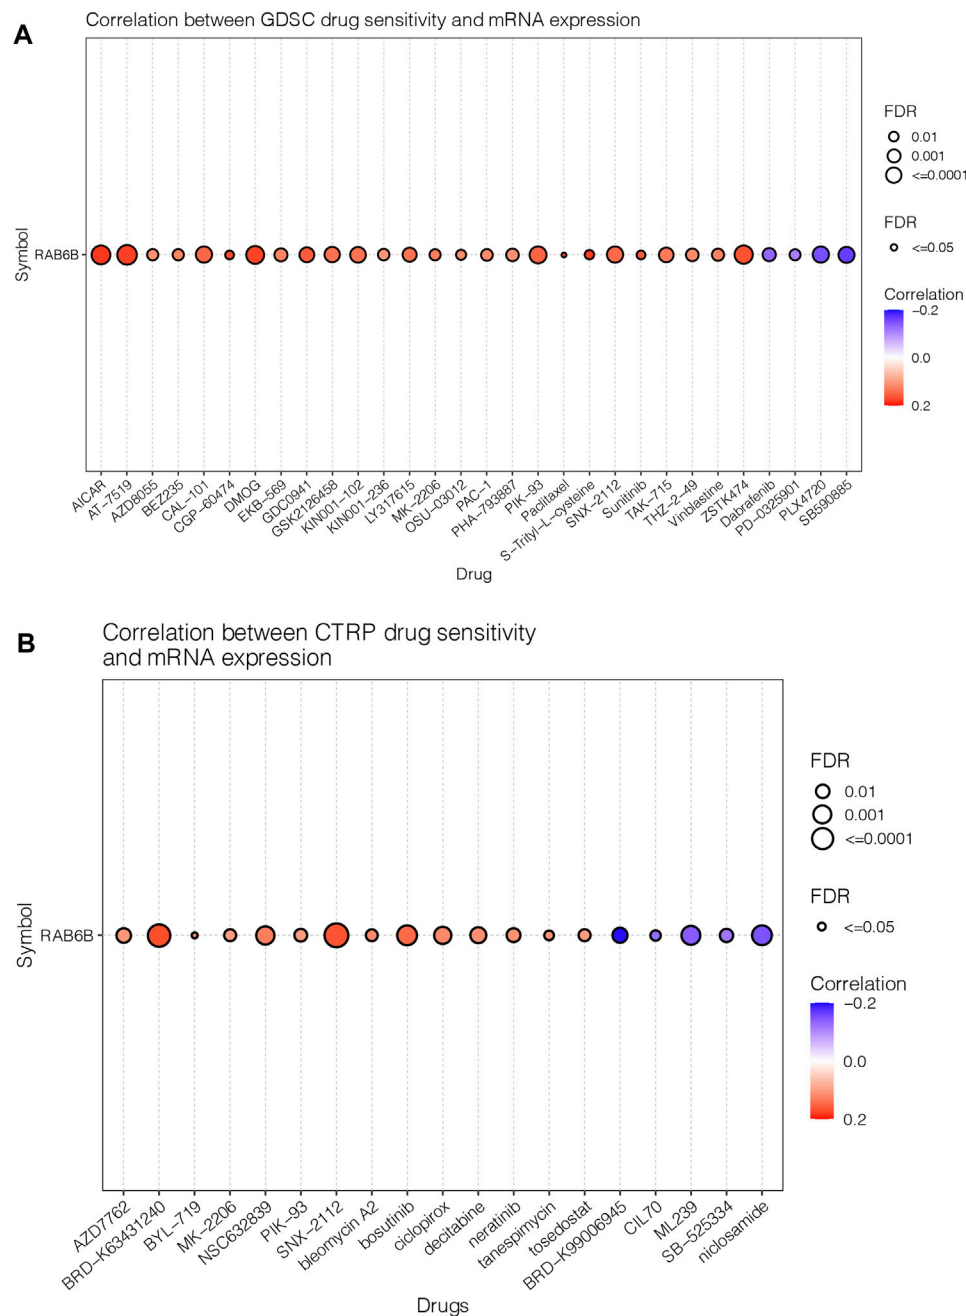 A
Correlation between GDSC drug sensitivity and mRNA expression
Symbol
RAB6B
AICAR
AT-7519
AZD8055
BEZ235
CAL-101
CGP-60474
DMOG
EKB-569
GDC0941
GSK2126458
KIN001-102
KIN001-236
LY317615
MK-2206
OSU-03012
PAC-1
PHA-793887
PIK-93
Paclitaxel
S-Trityl-L-cysteine
SNX-2112
Sunitinib
TAK-715
THZ-2-49
Vinblastine
ZSTK474
Dabrafenib
PD-0325901
PLX4720
SB590885
Drug
FDR
0.01
0.001
<=0.0001
FDR
<=0.05
Correlation
-0.2
0.0
0.2
B
Correlation between CTRP drug sensitivity
and mRNA expression
Symbol
RAB6B
AZD7762
BRD-K63431240
BYL-719
MK-2206
NSC632839
PIK-93
SNX-2112
bleomycin A2
bosutinib
ciclopirox
decitabine
neratinib
tanespimycin
tosedostat
BRD-K99006945
CIL70
ML239
SB-525334
niclosamide
Drugs
FDR
0.01
0.001
<=0.0001
FDR
<=0.05
Correlation
-0.2
0.0
0.2